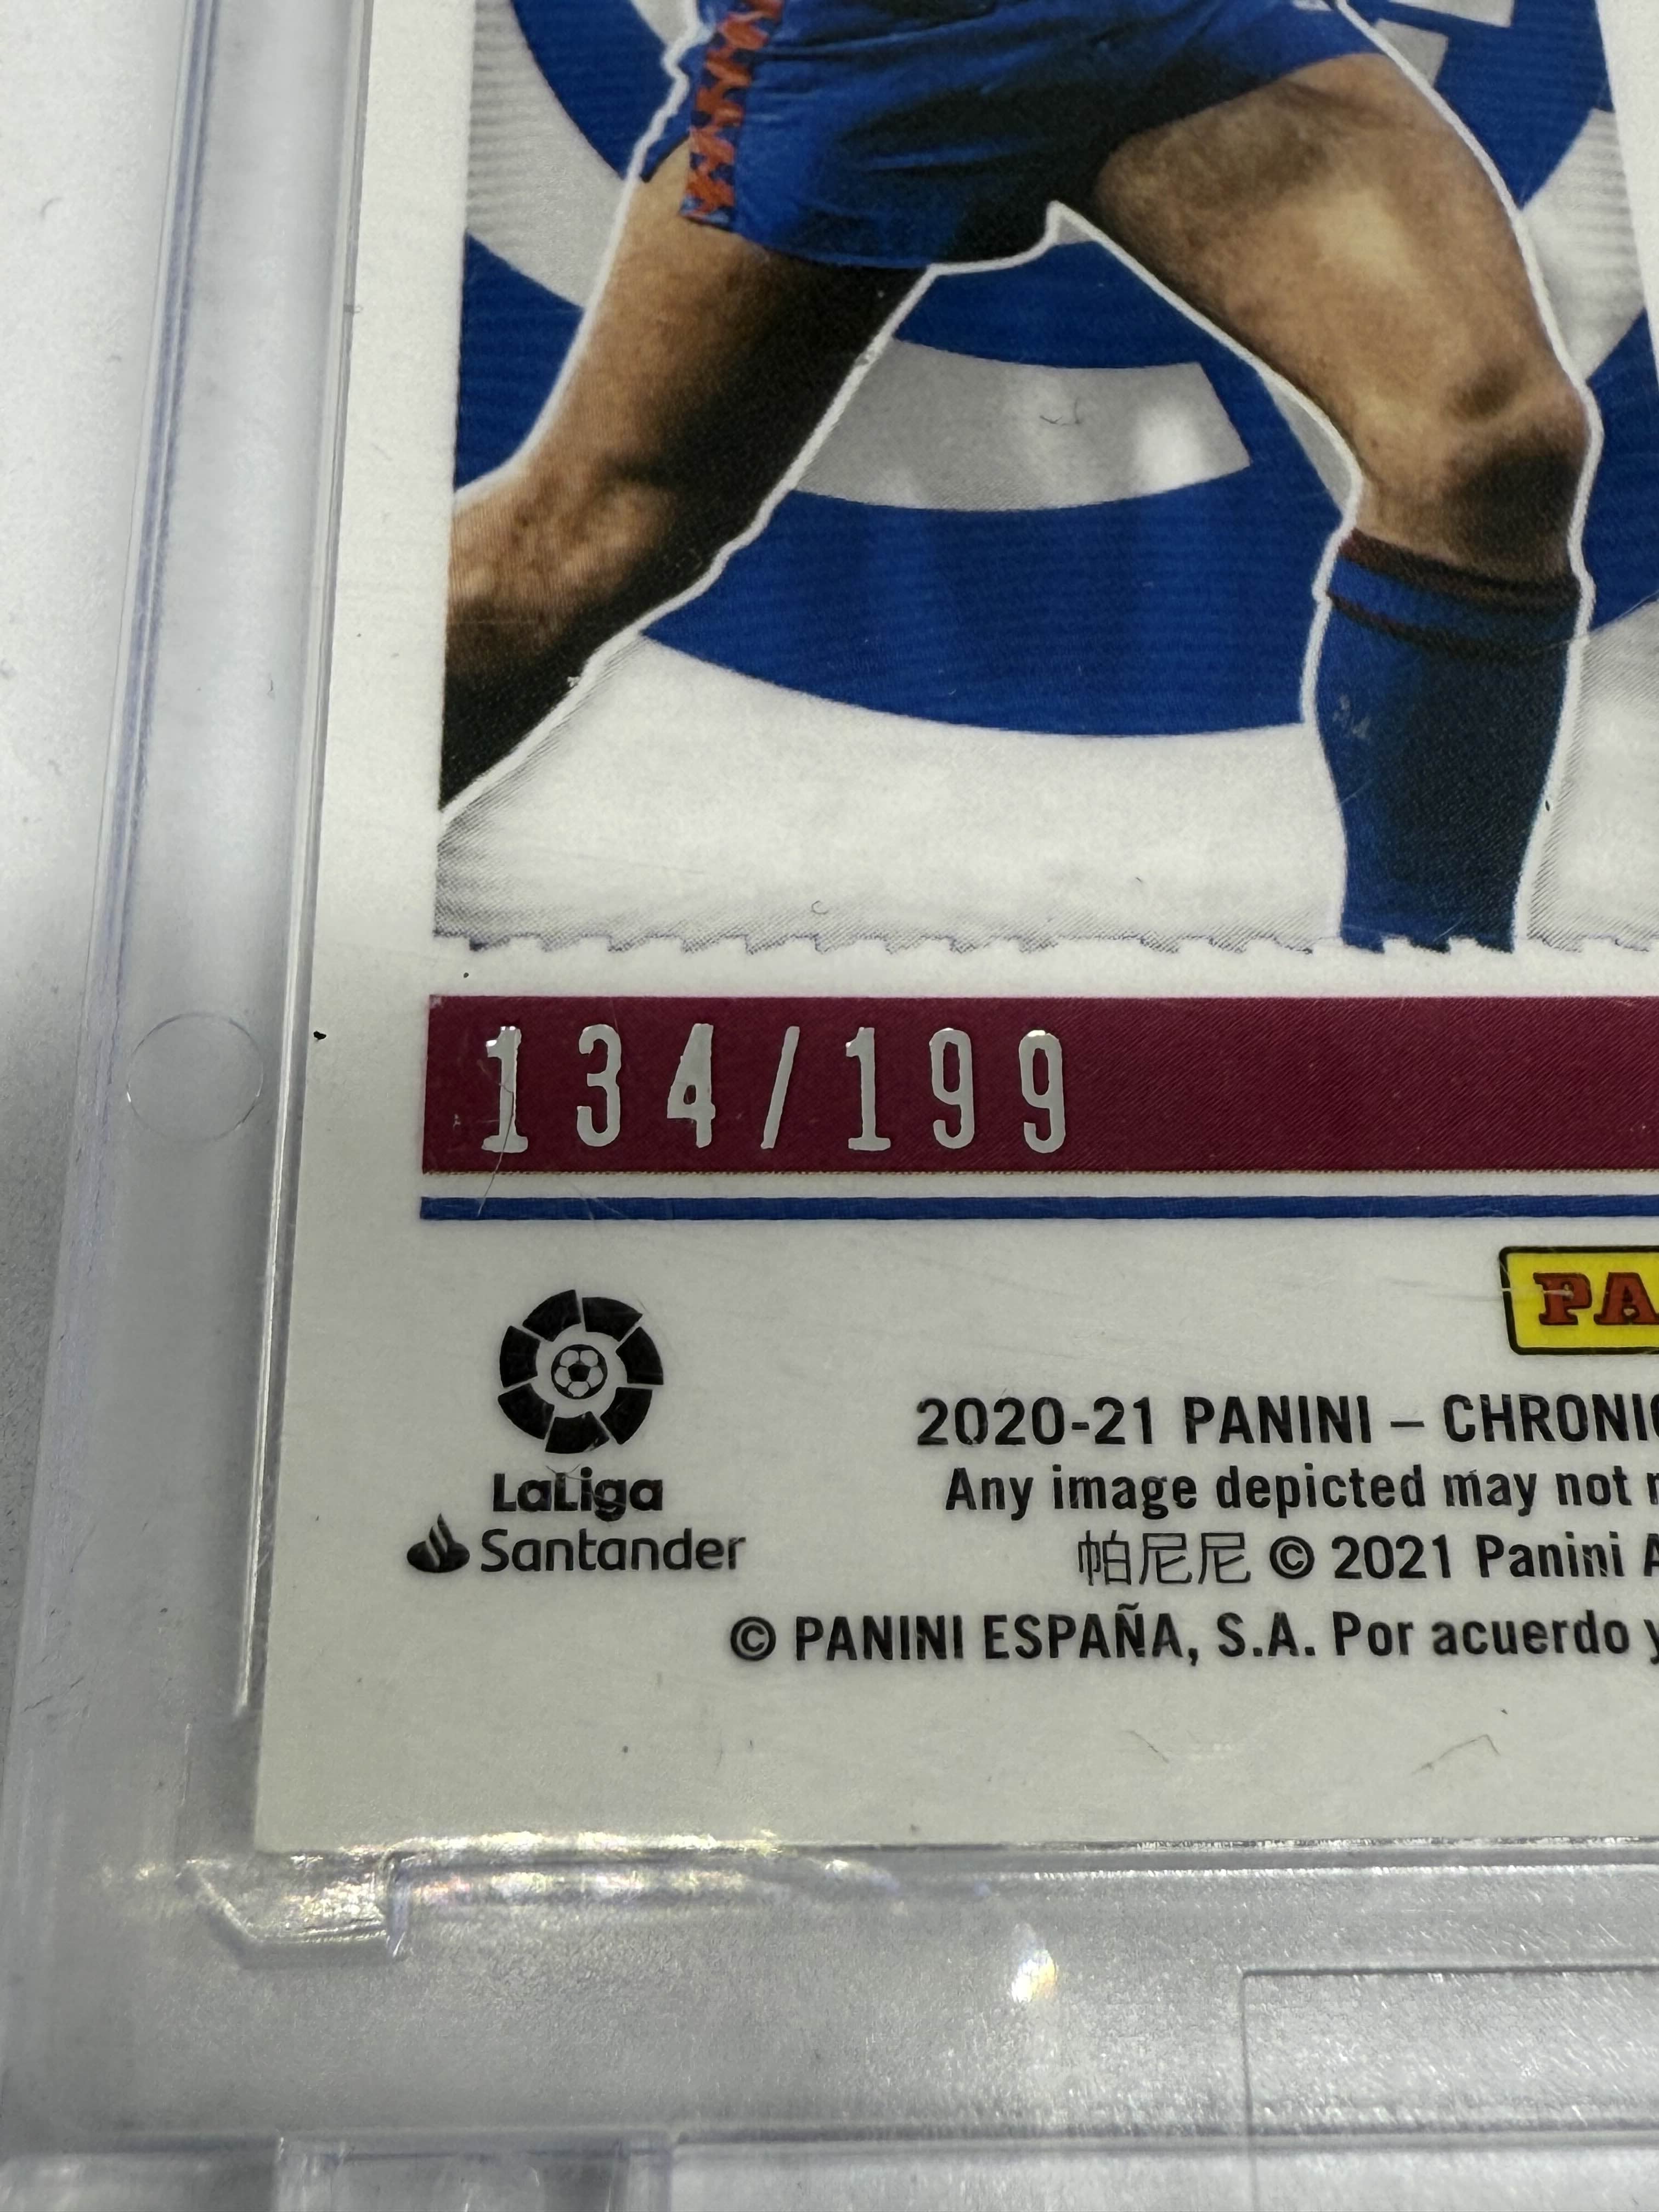 134/199
PA
LaLiga
Santander
2020-21 PANINI – CHRONIC
Any image depicted may not
帕尼尼 © 2021 Panini A
© PANINI ESPAÑA, S.A. Por acuerdo y